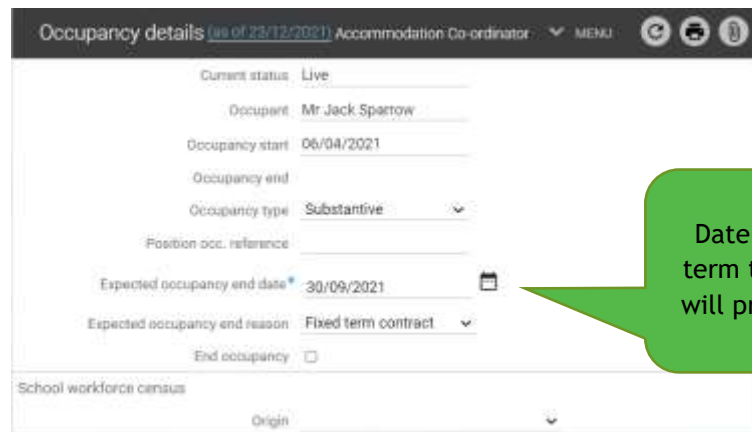 Occupancy details (as of 23/12/2021) Accommodation Co-ordinator MENU
Current status Live
Occupant Mr Jack Sparrow
Occupancy start 06/04/2021
Occupancy end
Occupancy type Substantive
Position occ. reference
Expected occupancy end date* 30/09/2021
Expected occupancy end reason Fixed term contract
End occupancy
School workforce census
Origin
Date
term t
will pr